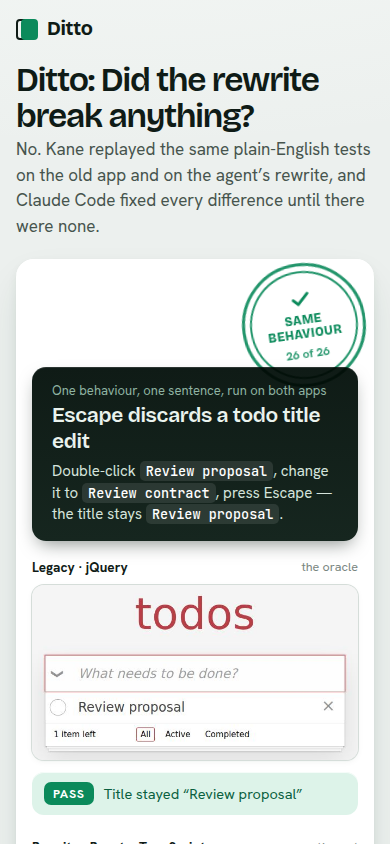 Ditto
Ditto: Did the rewrite
break anything?
No. Kane replayed the same plain-English tests
on the old app and on the agent’s rewrite, and
Claude Code fixed every difference until there
were none.
SAME
BEHAVIOUR
26 of 26
One behaviour, one sentence, run on both apps
Escape discards a todo title
edit
Double-click Review proposal, change
it to Review contract, press Escape —
the title stays Review proposal.
Legacy · jQuery the oracle
todos
What needs to be done?
Review proposal
1 item left All Active Completed
PASS Title stayed “Review proposal”